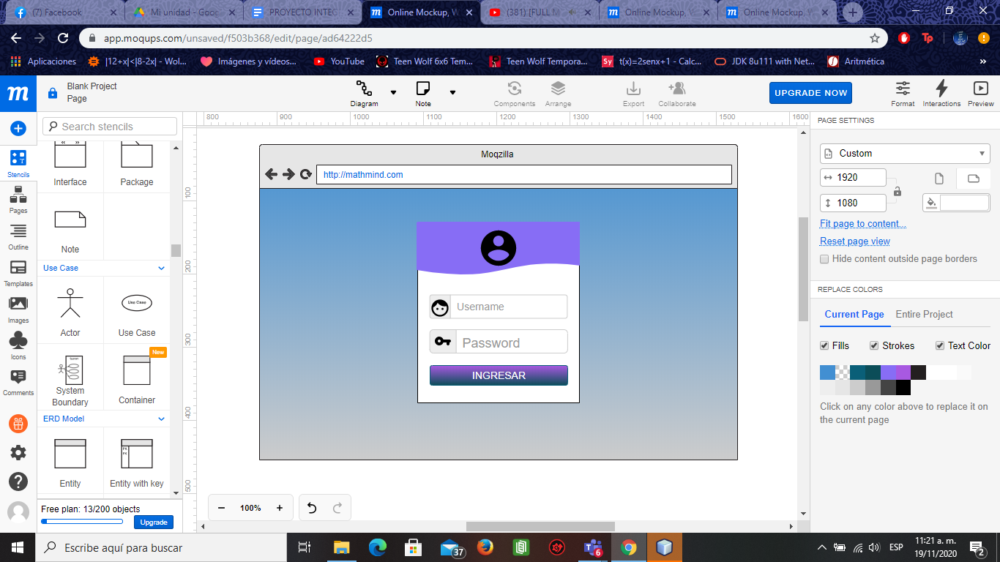 (7) Facebook
Mi unidad - Goog
PROYECTO INTEG
Online Mockup, W
(381) [FULL M
Online Mockup, W
Online Mockup, W
app.moqups.com/unsaved/f503b368/edit/page/ad64222d5
Aplicaciones
|12+x|<|8-2x| - Wol...
Imágenes y vídeos...
YouTube
Teen Wolf 6x6 Tem...
Teen Wolf Tempora...
Sy
t(x)=2senx+1 - Calc...
JDK 8u111 with Net...
Aritmética
»
Blank Project
Page
Diagram
Note
Components
Arrange
Export
Collaborate
UPGRADE NOW
Format
Interactions
Preview
Search stencils
Stencils
Pages
Outline
Templates
Images
Icons
Comments
Interface
Package
Note
Use Case
Actor
Use Case
Use Case
System
System
Boundary
New
Container
ERD Model
Entity
PK
PK
Entity with key
Free plan: 13/200 objects
Upgrade
800
900
1000
1100
1200
1300
1400
1500
1600
100
200
300
400
500
Moqzilla
http://mathmind.com
Username
Password
INGRESAR
100%
PAGE SETTINGS
Custom
1920
1080
Fit page to content...
Reset page view
Hide content outside page borders
REPLACE COLORS
Current Page
Entire Project
Fills
Strokes
Text Color
Click on any color above to replace it on
the current page
Escribe aquí para buscar
37
6
ESP
11:21 a. m.
19/11/2020
2